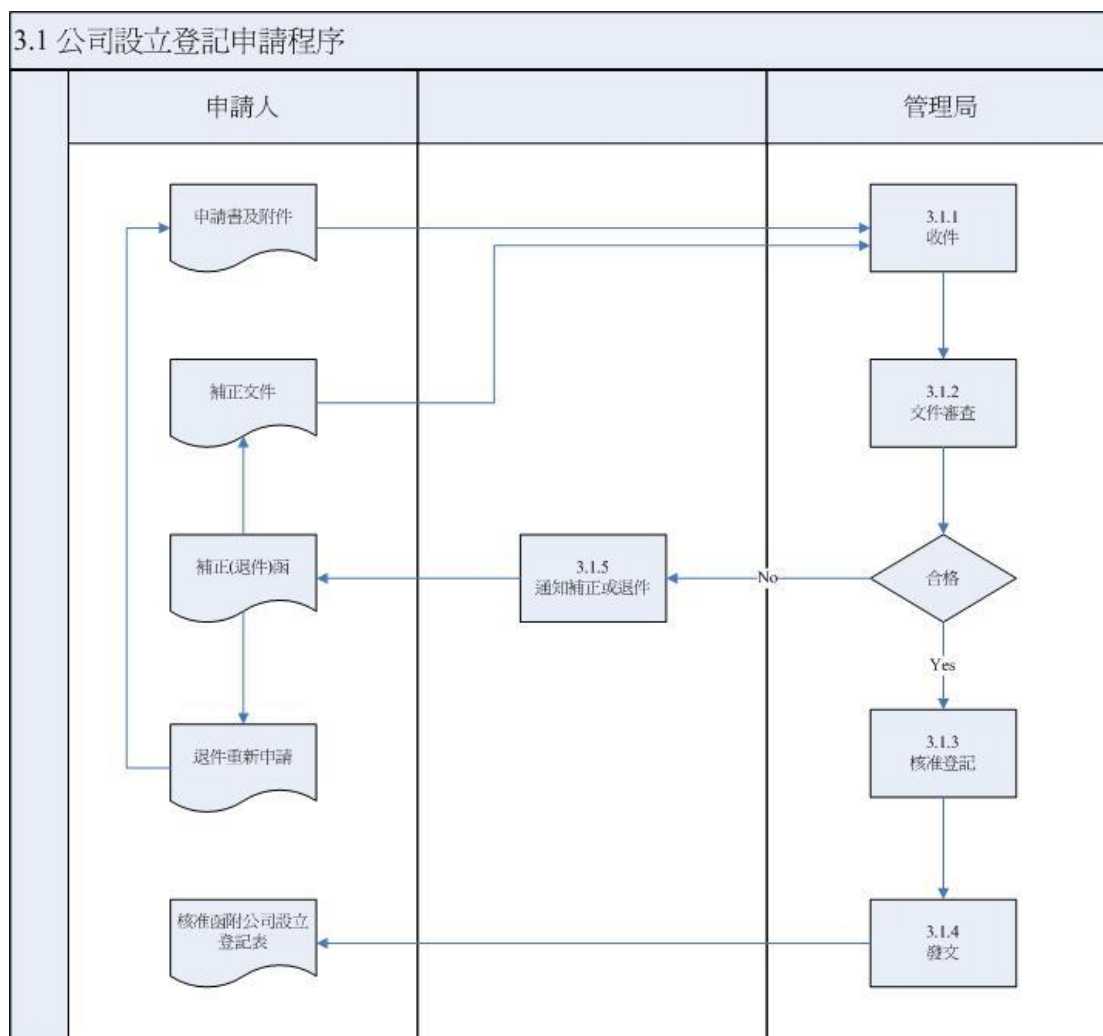 3.1 公司設立登記申請程序
申請人
管理局
申請書及附件
3.1.1
收件
補正文件
3.1.2
文件審查
補正(退件)函
3.1.5
通知補正或退件
No
合格
Yes
退件重新申請
3.1.3
核准登記
核准函附公司設立
登記表
3.1.4
發文